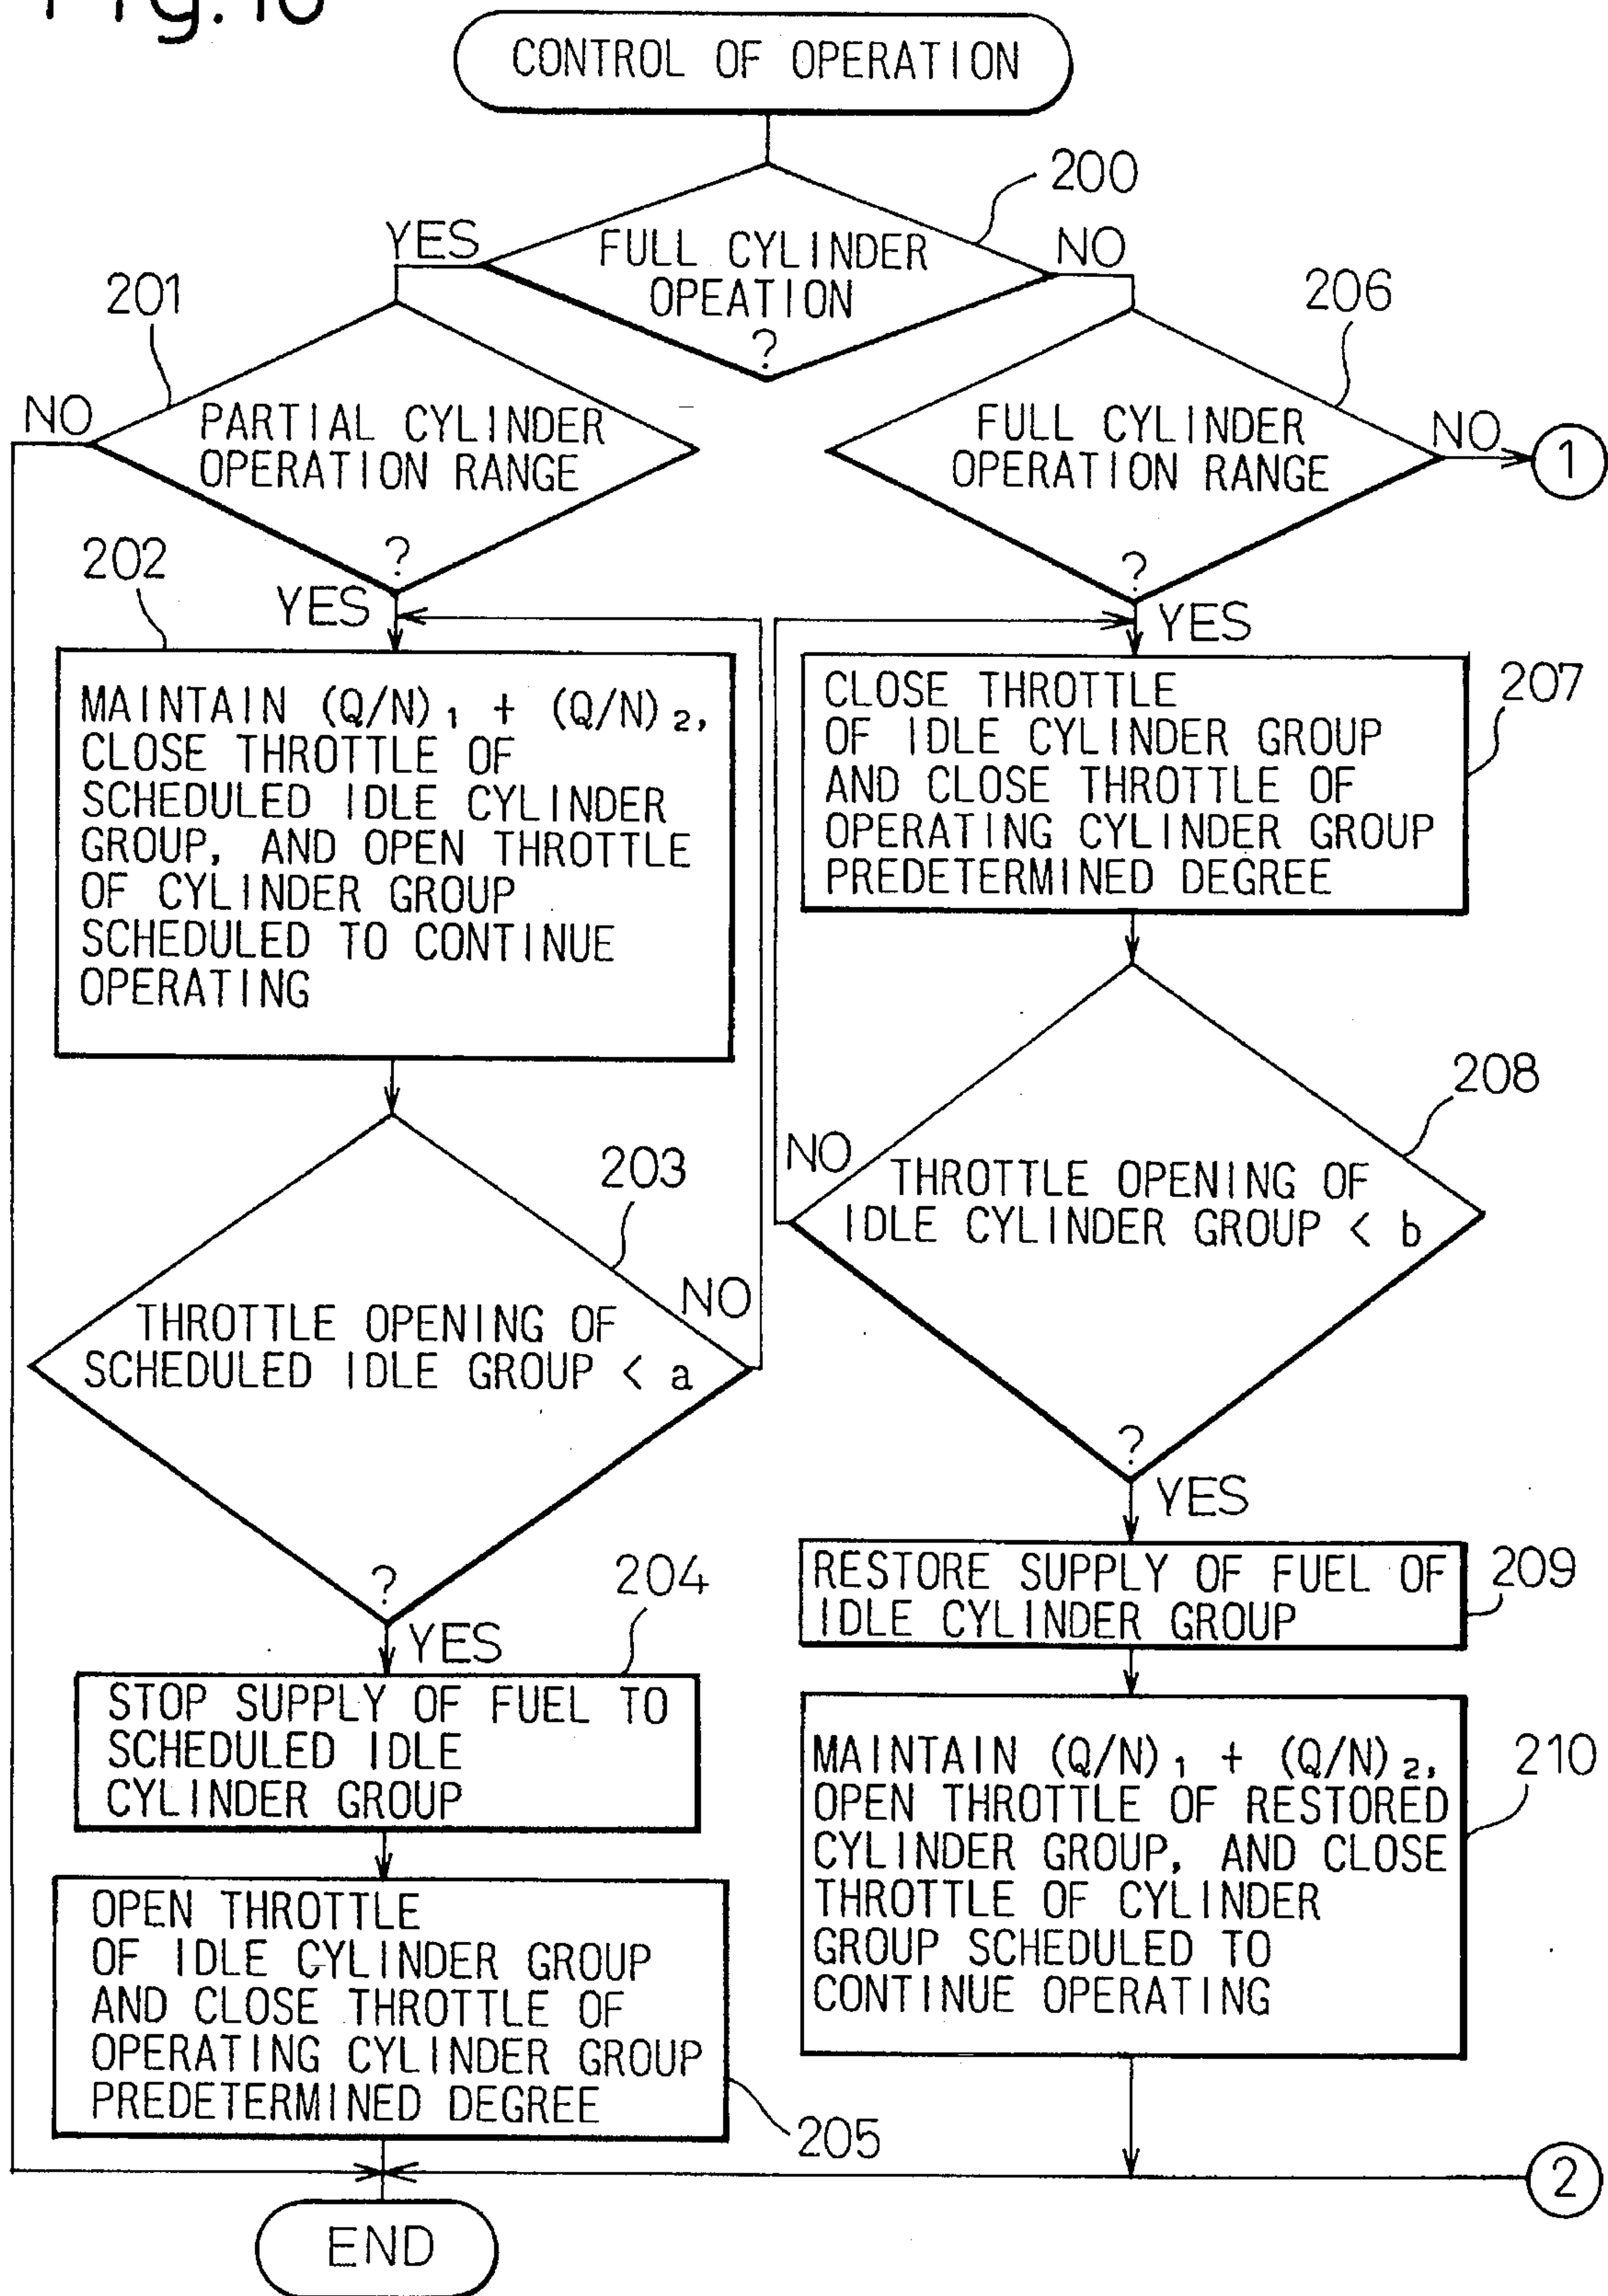 CONTROL OF OPERATION
200
YES
FULL CYLINDER
OPEATION
?
NO
201
206
NO
PARTIAL CYLINDER
OPERATION RANGE
?
YES
FULL CYLINDER
OPERATION RANGE
?
NO
1
YES
202
MAINTAIN (Q/N)₁ + (Q/N)₂,
CLOSE THROTTLE OF
SCHEDULED IDLE CYLINDER
GROUP, AND OPEN THROTTLE
OF CYLINDER GROUP
SCHEDULED TO CONTINUE
OPERATING
207
CLOSE THROTTLE
OF IDLE CYLINDER GROUP
AND CLOSE THROTTLE OF
OPERATING CYLINDER GROUP
PREDETERMINED DEGREE
203
NO
THROTTLE OPENING OF
SCHEDULED IDLE GROUP < a
?
YES
208
NO
THROTTLE OPENING OF
IDLE CYLINDER GROUP < b
?
YES
204
STOP SUPPLY OF FUEL TO
SCHEDULED IDLE
CYLINDER GROUP
209
RESTORE SUPPLY OF FUEL OF
IDLE CYLINDER GROUP
205
OPEN THROTTLE
OF IDLE CYLINDER GROUP
AND CLOSE THROTTLE OF
OPERATING CYLINDER GROUP
PREDETERMINED DEGREE
210
MAINTAIN (Q/N)₁ + (Q/N)₂,
OPEN THROTTLE OF RESTORED
CYLINDER GROUP, AND CLOSE
THROTTLE OF CYLINDER
GROUP SCHEDULED TO
CONTINUE OPERATING
2
END